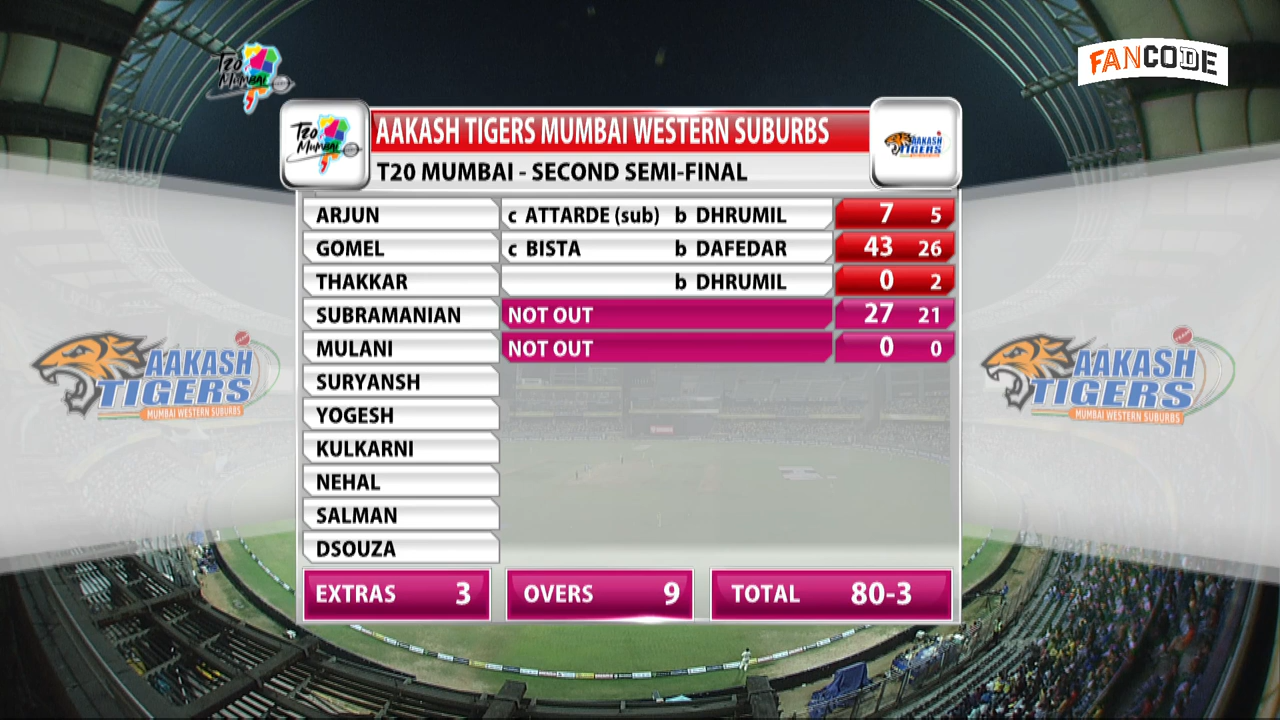 T20
MUMBAI
FANCODE
T20
MUMBAI
AAKASH TIGERS MUMBAI WESTERN SUBURBS
TIGERS
T20 MUMBAI - SECOND SEMI-FINAL
ARJUN c ATTARDE (sub) b DHRUMIL 7 5
GOMEL c BISTA b DAFEDAR 43 26
THAKKAR b DHRUMIL 0 2
SUBRAMANIAN NOT OUT 27 21
MULANI NOT OUT 0 0
SURYANSH
YOGESH
KULKARNI
NEHAL
SALMAN
DSOUZA
EXTRAS 3 OVERS 9 TOTAL 80-3
AAKASH
TIGERS
MUMBAI WESTERN SUBURBS
AAKASH
TIGERS
MUMBAI WESTERN SUBURBS